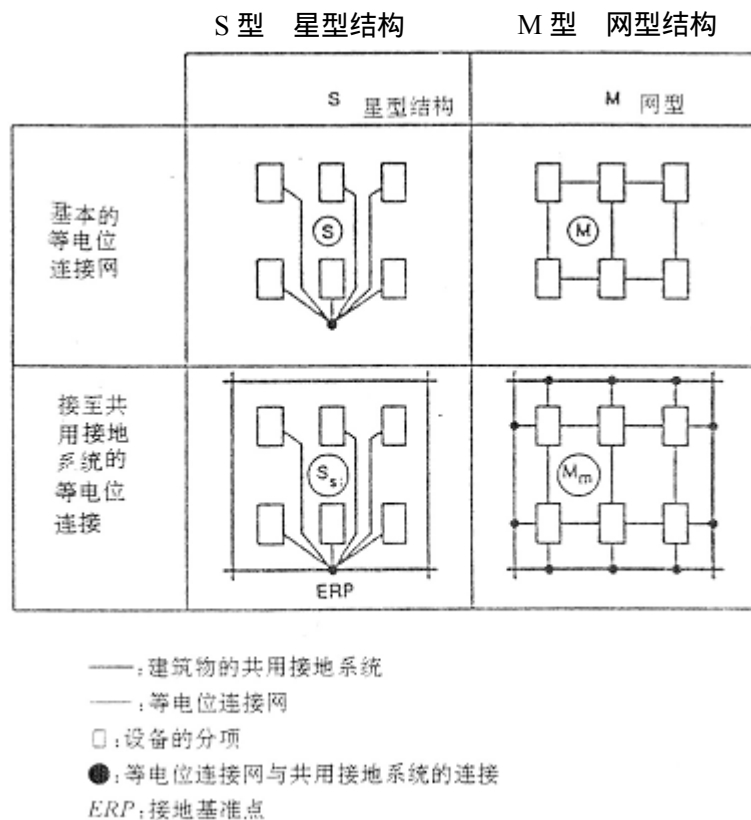 S 型 星型结构 M 型 网型结构
S 星型结构 M 网型
基本的
等电位
连接网
S
M
接至共
用接地
系统的
等电位
连接
Ss
Mm
ERP
——:建筑物的共用接地系统
——:等电位连接网
:设备的分项
●:等电位连接网与共用接地系统的连接
ERP:接地基准点